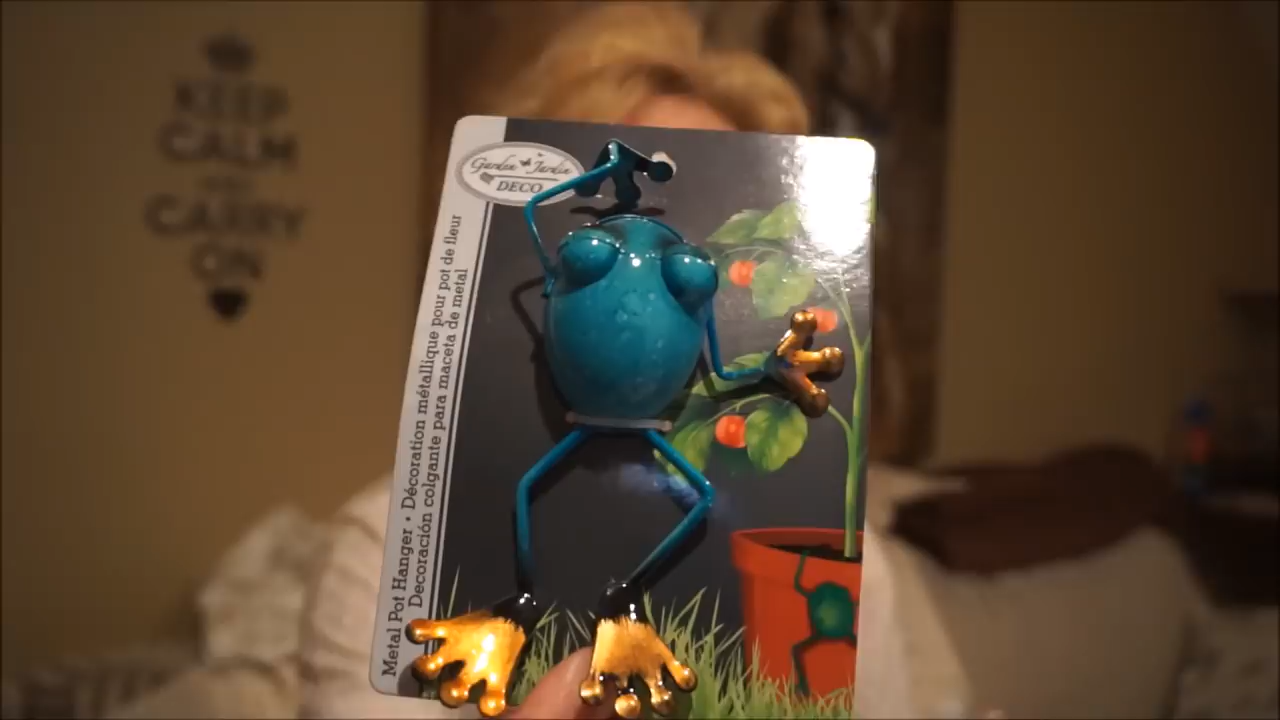 KEEP
CALM
CARRY
ON
Garden Jardin
DECO
Metal Pot Hanger • Décoration métallique pour pot de fleur
Decoración colgante para maceta de metal